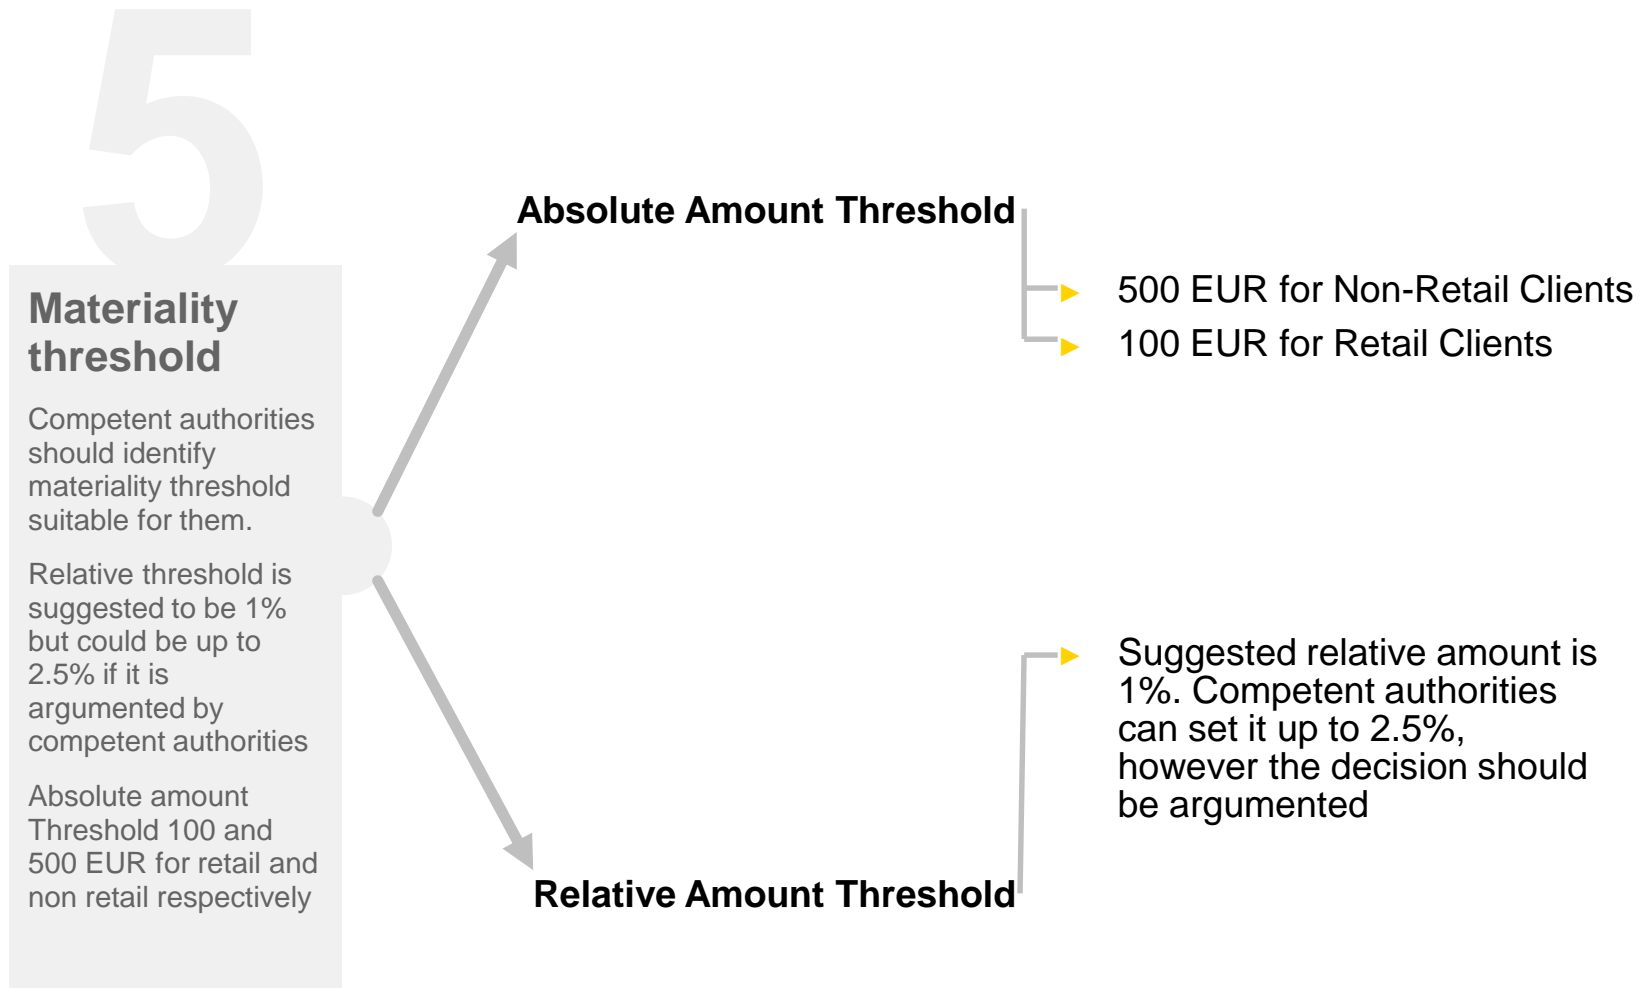 5
Materiality
threshold
Competent authorities
should identify
materiality threshold
suitable for them.
Relative threshold is
suggested to be 1%
but could be up to
2.5% if it is
argumented by
competent authorities
Absolute amount
Threshold 100 and
500 EUR for retail and
non retail respectively
Absolute Amount Threshold
500 EUR for Non-Retail Clients
100 EUR for Retail Clients
Suggested relative amount is
1%. Competent authorities
can set it up to 2.5%,
however the decision should
be argumented
Relative Amount Threshold